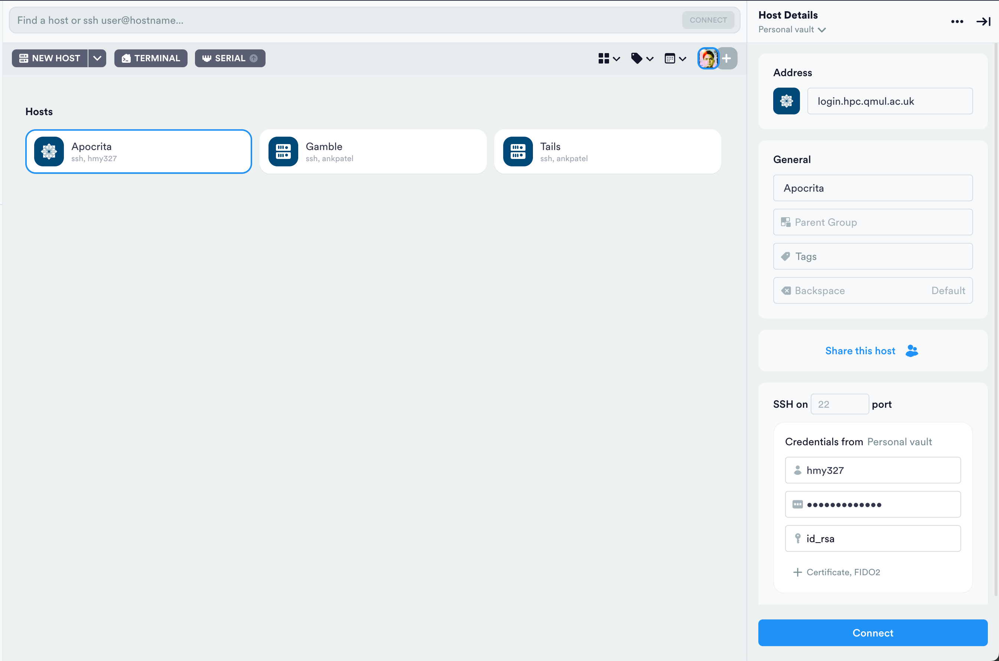 Find a host or ssh user@hostname...
CONNECT
NEW HOST
TERMINAL
SERIAL
Hosts
Apocrita
ssh, hmy327
Gamble
ssh, ankpatel
Tails
ssh, ankpatel
Host Details
Personal vault
Address
login.hpc.qmul.ac.uk
General
Apocrita
Parent Group
Tags
Backspace Default
Share this host
SSH on 22 port
Credentials from Personal vault
hmy327
•••••••••••••
id_rsa
+ Certificate, FIDO2
Connect